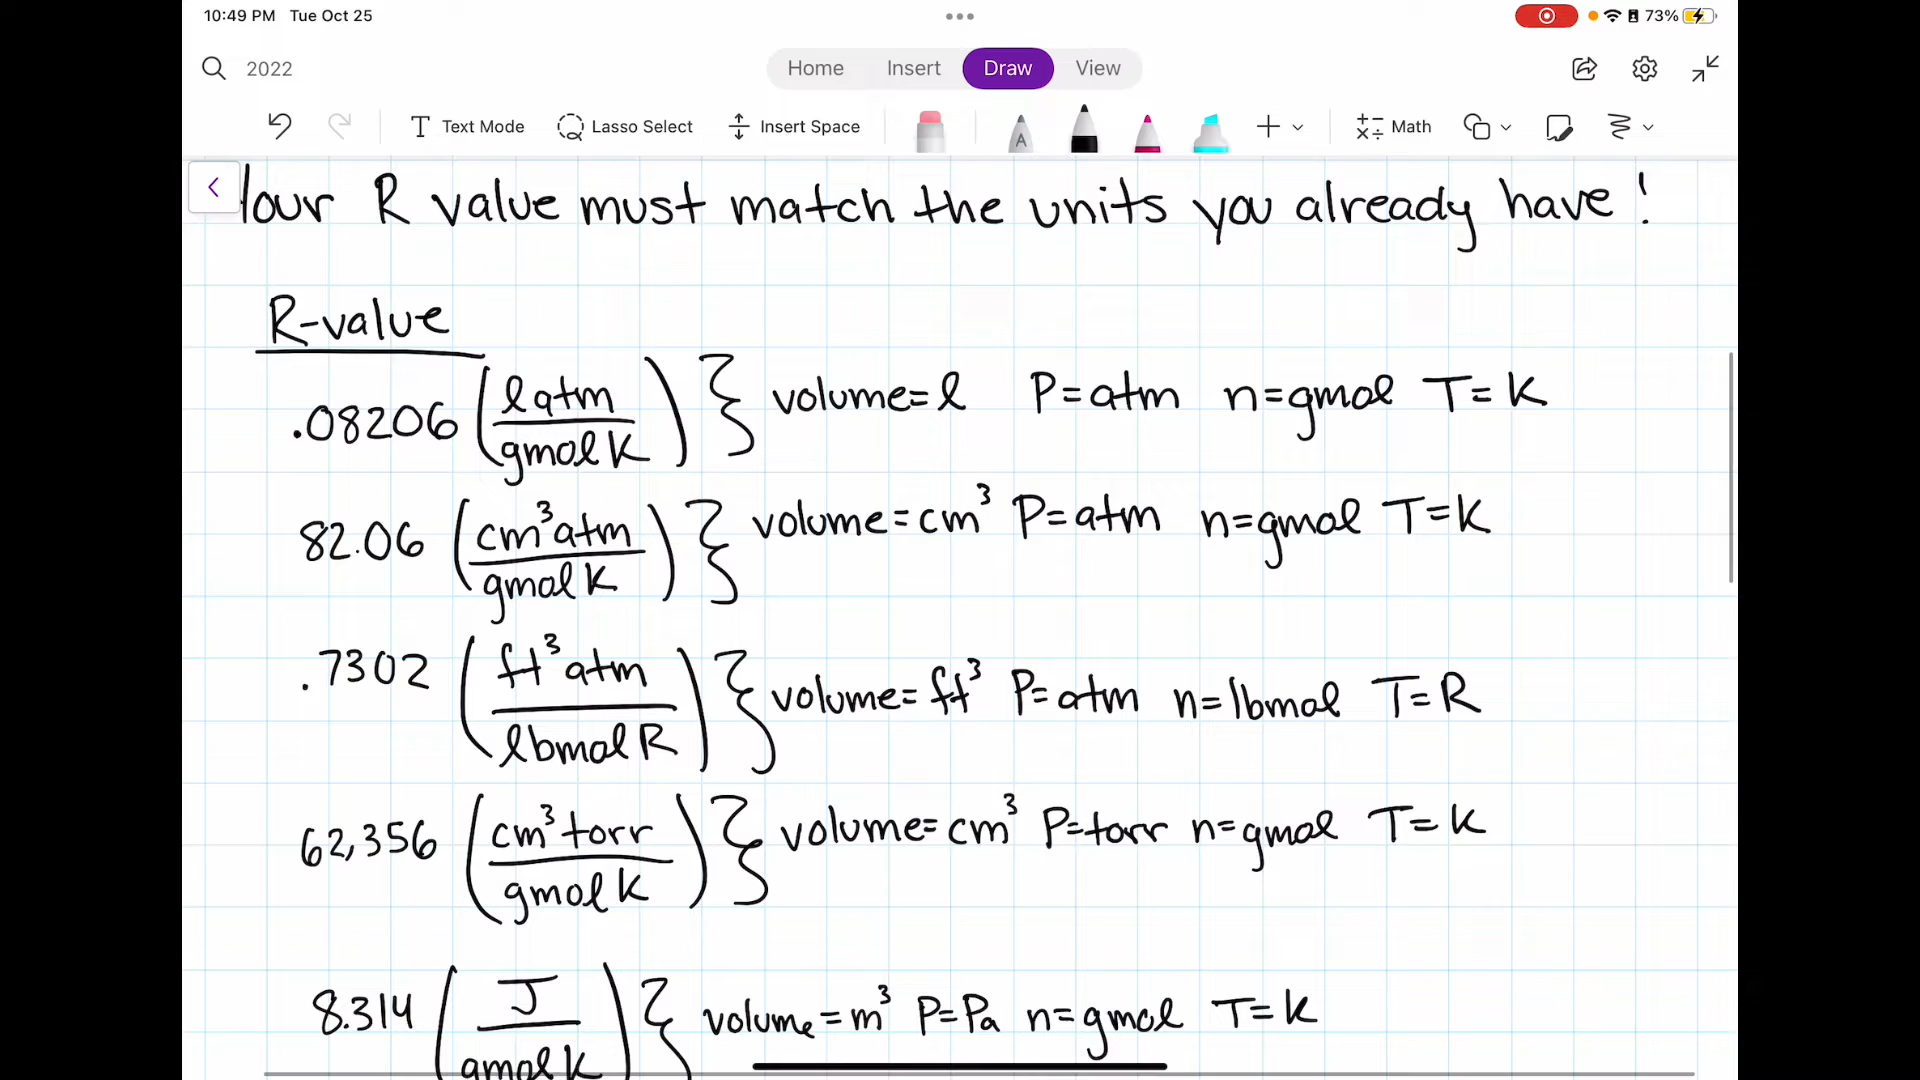 10:49 PM Tue Oct 25
73%
2022
Home Insert Draw View
Text Mode Lasso Select Insert Space A Math
Your R value must match the units you already have!
R-value
.08206 (l atm / gmol K) } volume=l P=atm n=gmol T=K
82.06 (cm³ atm / gmol K) } volume=cm³ P=atm n=gmol T=K
.7302 (ft³ atm / lbmol R) } volume=ft³ P=atm n=lbmol T=R
62,356 (cm³ torr / gmol K) } volume=cm³ P=torr n=gmol T=K
8.314 (J / gmol K) } volume=m³ P=Pa n=gmol T=K